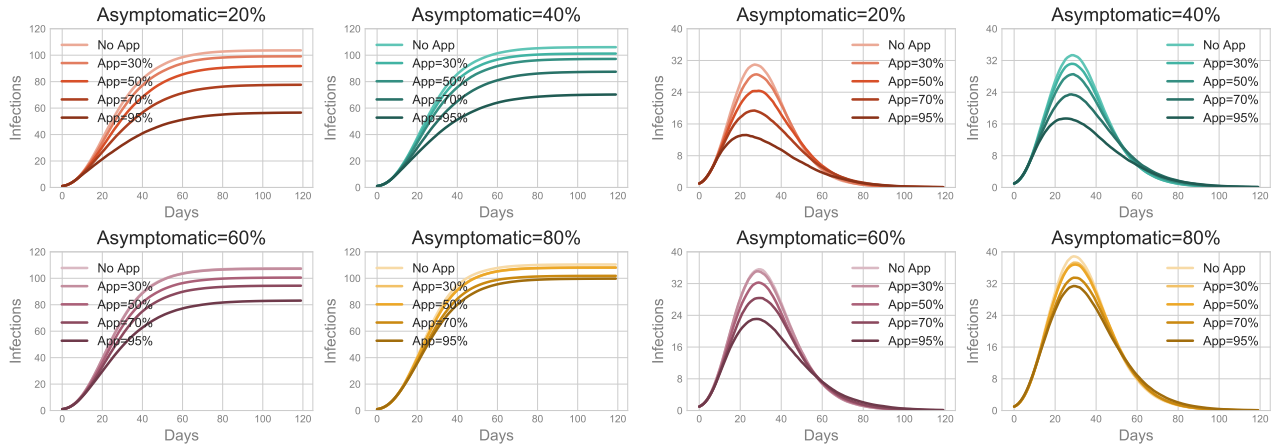 Asymptomatic=20%
120
100
80
60
40
20
0
Infections
No App
App=30%
App=50%
App=70%
App=95%
0 20 40 60 80 100 120
Days
Asymptomatic=40%
120
100
80
60
40
20
0
Infections
No App
App=30%
App=50%
App=70%
App=95%
0 20 40 60 80 100 120
Days
Asymptomatic=20%
40
32
24
16
8
0
Infections
No App
App=30%
App=50%
App=70%
App=95%
0 20 40 60 80 100 120
Days
Asymptomatic=40%
40
32
24
16
8
0
Infections
No App
App=30%
App=50%
App=70%
App=95%
0 20 40 60 80 100 120
Days
Asymptomatic=60%
120
100
80
60
40
20
0
Infections
No App
App=30%
App=50%
App=70%
App=95%
0 20 40 60 80 100 120
Days
Asymptomatic=80%
120
100
80
60
40
20
0
Infections
No App
App=30%
App=50%
App=70%
App=95%
0 20 40 60 80 100 120
Days
Asymptomatic=60%
40
32
24
16
8
0
Infections
No App
App=30%
App=50%
App=70%
App=95%
0 20 40 60 80 100 120
Days
Asymptomatic=80%
40
32
24
16
8
0
Infections
No App
App=30%
App=50%
App=70%
App=95%
0 20 40 60 80 100 120
Days